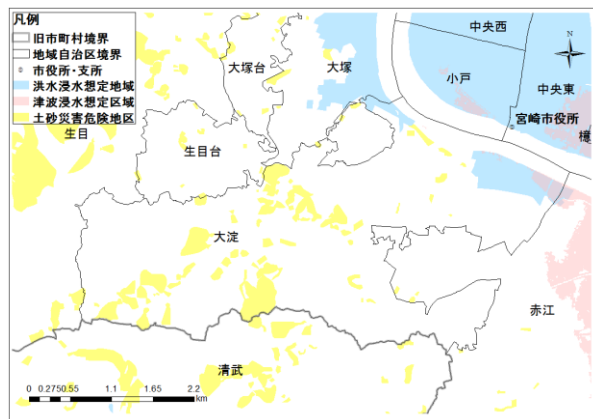 凡例
旧市町村境界
地域自治区境界
市役所・支所
洪水浸水想定地域
津波浸水想定区域
土砂災害危険地区
中央西
N
大塚台
大塚
小戸
中央東
宮崎市役所
生目
檍
生目台
大淀
赤江
清武
0 0.2750.55 1.1 1.65 2.2
km